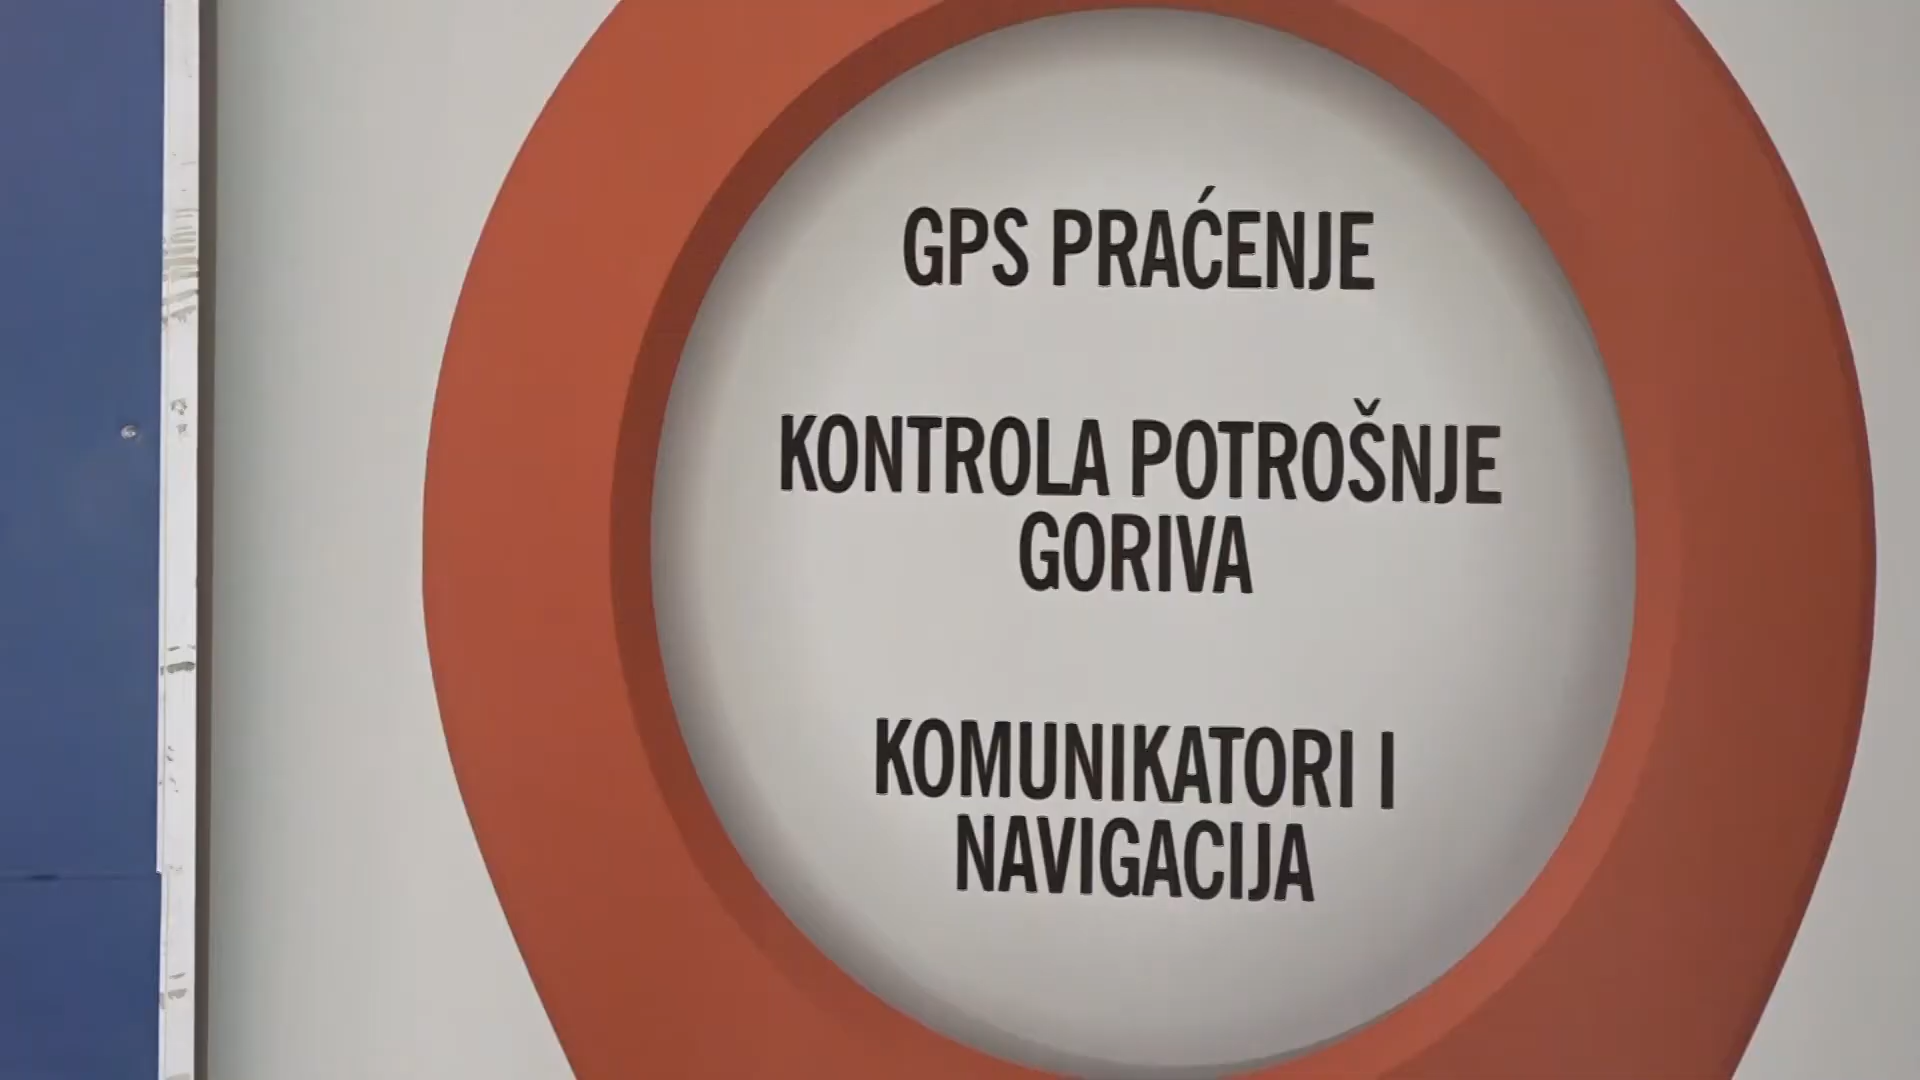 GPS PRAĆENJE
KONTROLA POTROŠNJE
GORIVA
KOMUNIKATORI I
NAVIGACIJA